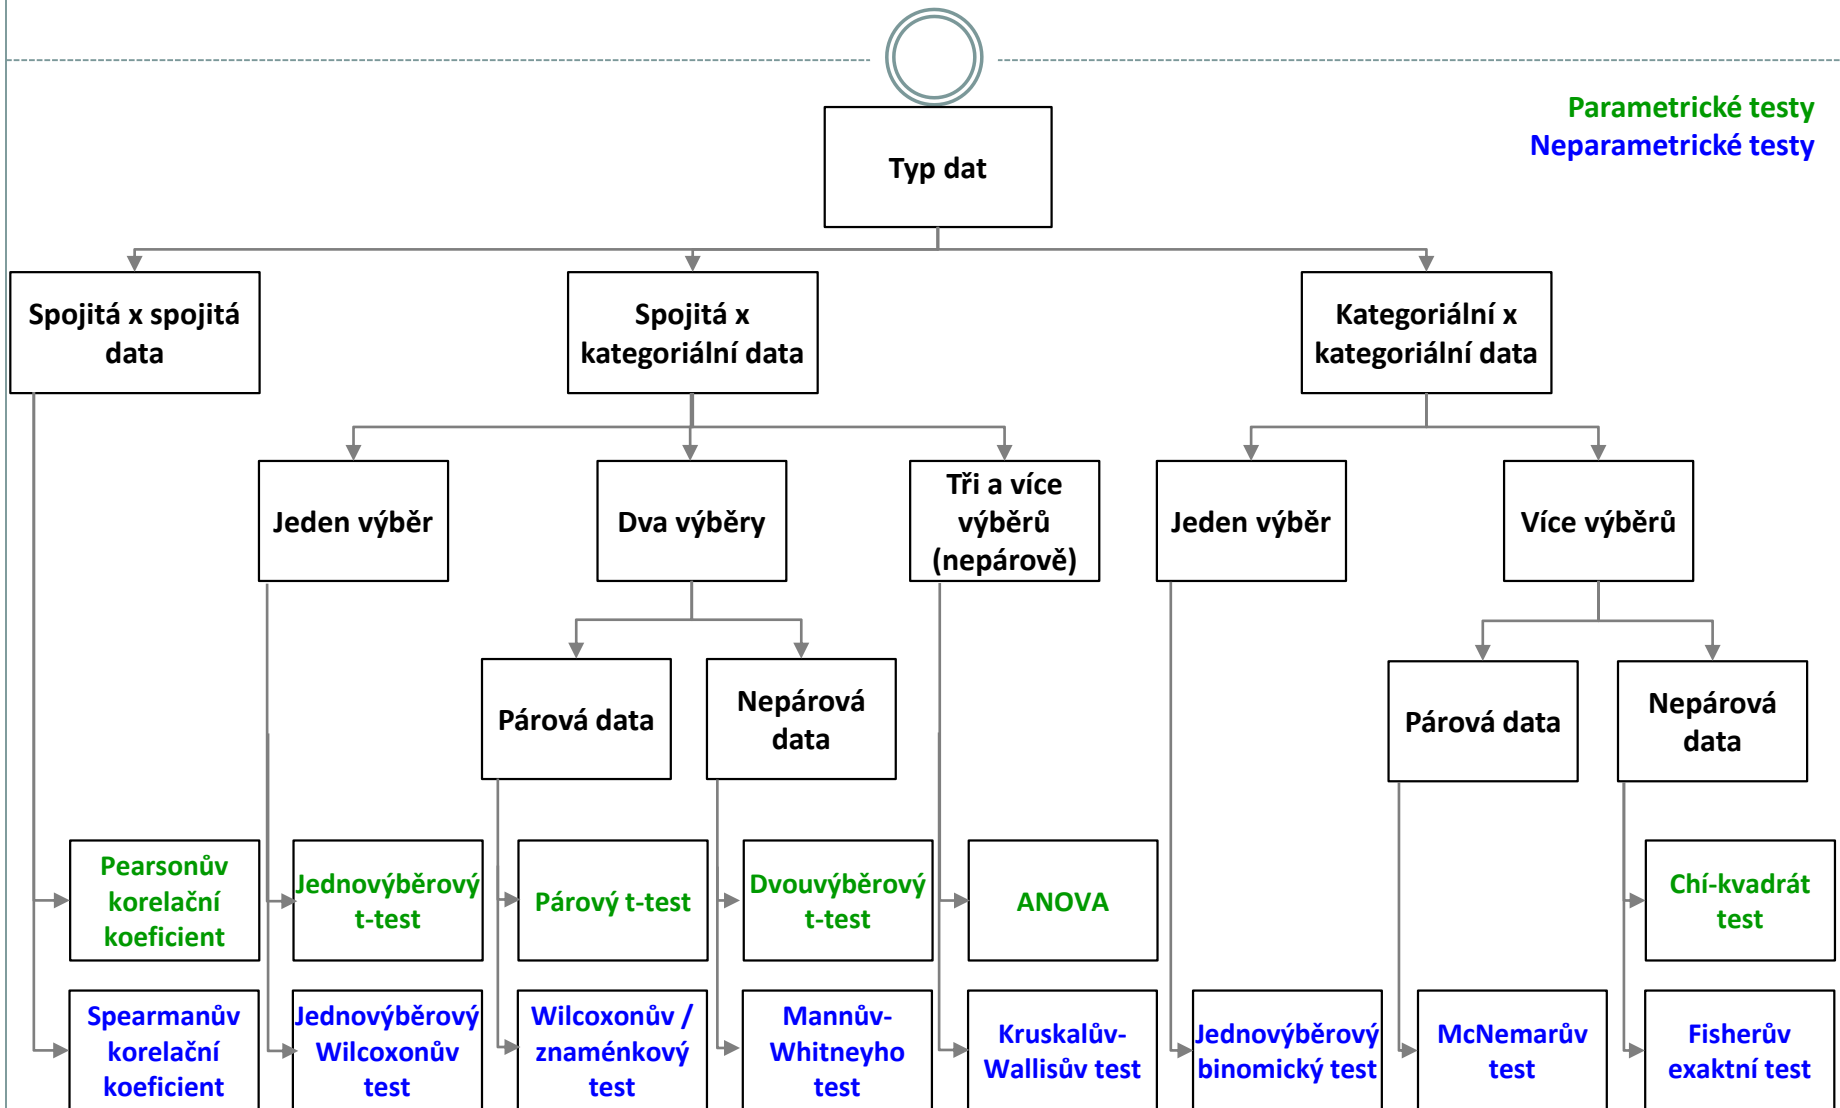 Parametrické testy
Neparametrické testy
Typ dat
Spojitá x spojitá
data
Spojitá x
kategoriální data
Kategoriální x
kategoriální data
Jeden výběr
Dva výběry
Tři a více
výběrů
(nepárově)
Jeden výběr
Více výběrů
Párová data
Nepárová
data
Párová data
Nepárová
data
Pearsonův
korelační
koeficient
Jednovýběrový
t-test
Párový t-test
Dvouvýběrový
t-test
ANOVA
Chí-kvadrát
test
Spearmanův
korelační
koeficient
Jednovýběrový
Wilcoxonův
test
Wilcoxonův /
znaménkový
test
Mannův-
Whitneyho
test
Kruskalův-
Wallisův test
Jednovýběrový
binomický test
McNemarův
test
Fisherův
exaktní test